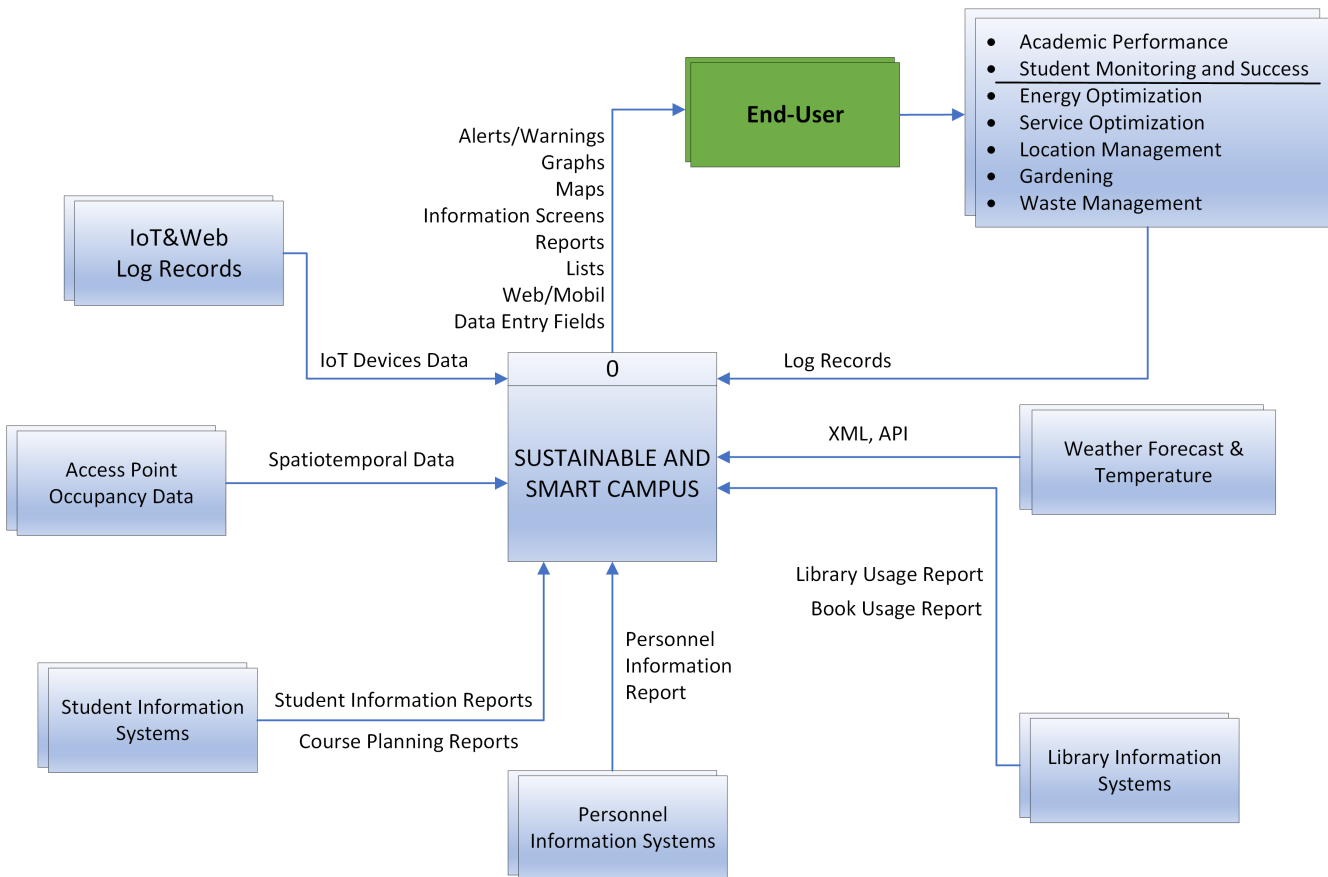 • Academic Performance
• Student Monitoring and Success
• Energy Optimization
• Service Optimization
• Location Management
• Gardening
• Waste Management
End-User
Alerts/Warnings
Graphs
Maps
Information Screens
Reports
Lists
Web/Mobil
Data Entry Fields
IoT&Web
Log Records
IoT Devices Data
0
Log Records
SUSTAINABLE AND
SMART CAMPUS
XML, API
Weather Forecast &
Temperature
Access Point
Occupancy Data
Spatiotemporal Data
Library Usage Report
Book Usage Report
Personnel
Information
Report
Student Information
Systems
Student Information Reports
Course Planning Reports
Library Information
Systems
Personnel
Information Systems